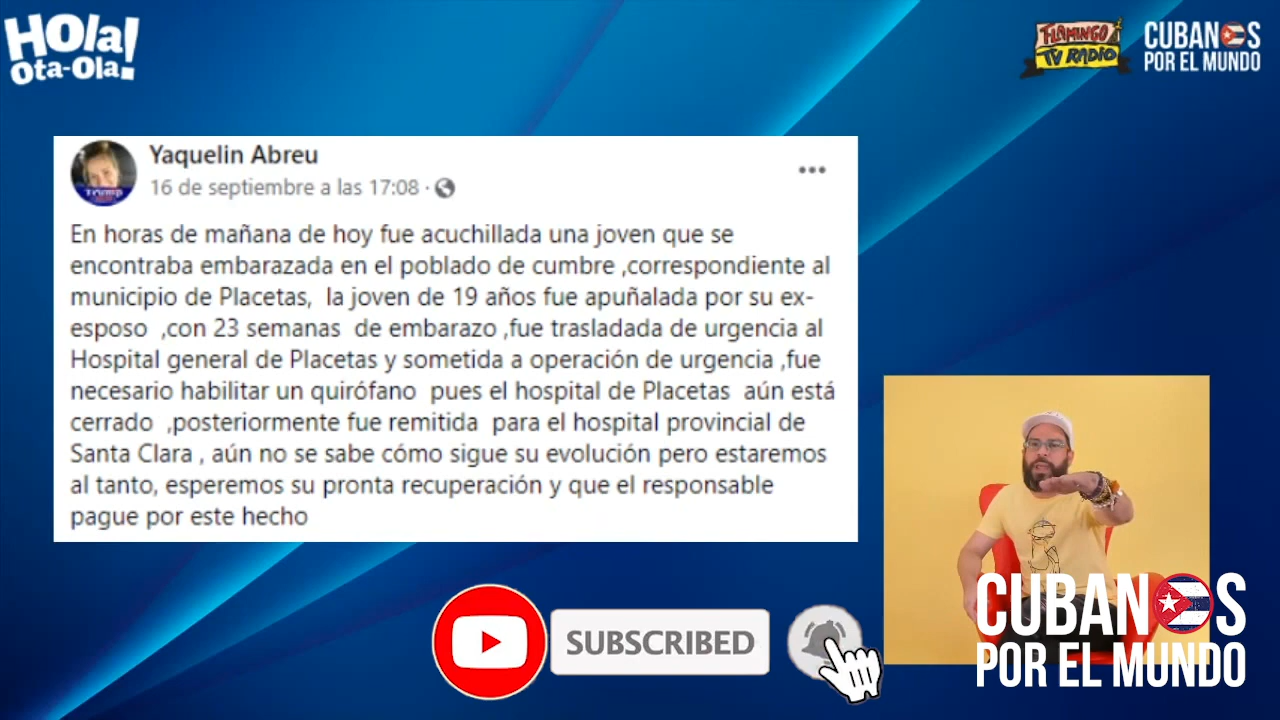 HOla!
Ota-Ola!
FLAMINGO
TV RADIO
CUBANOS
POR EL MUNDO
Yaquelin Abreu
16 de septiembre a las 17:08 ·
Trump
En horas de mañana de hoy fue acuchillada una joven que se
encontraba embarazada en el poblado de cumbre ,correspondiente al
municipio de Placetas, la joven de 19 años fue apuñalada por su ex-
esposo ,con 23 semanas de embarazo ,fue trasladada de urgencia al
Hospital general de Placetas y sometida a operación de urgencia ,fue
necesario habilitar un quirófano pues el hospital de Placetas aún está
cerrado ,posteriormente fue remitida para el hospital provincial de
Santa Clara , aún no se sabe cómo sigue su evolución pero estaremos
al tanto, esperemos su pronta recuperación y que el responsable
pague por este hecho
SUBSCRIBED
CUBANOS
POR EL MUNDO